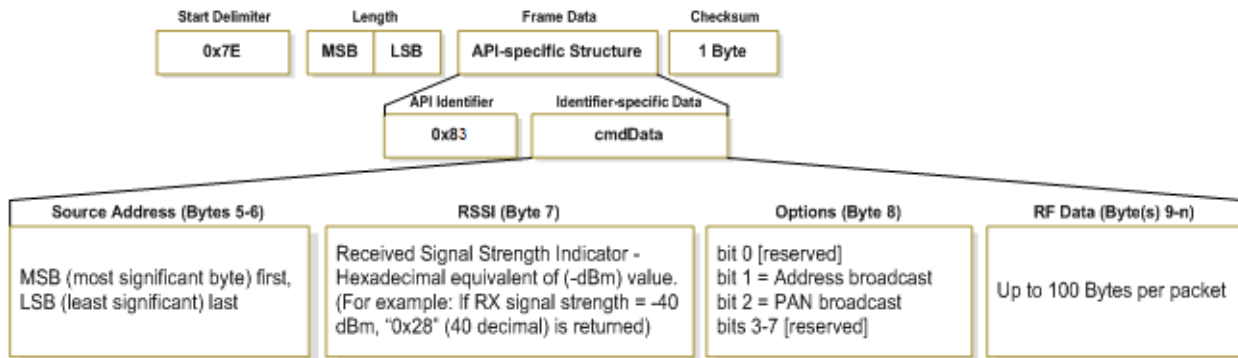 Start Delimiter Length Frame Data Checksum
0x7E MSB LSB API-specific Structure 1 Byte
API Identifier Identifier-specific Data
0x83 cmdData
Source Address (Bytes 5-6) RSSI (Byte 7) Options (Byte 8) RF Data (Byte(s) 9-n)
MSB (most significant byte) first,
LSB (least significant) last
Received Signal Strength Indicator -
Hexadecimal equivalent of (-dBm) value.
(For example: If RX signal strength = -40
dBm, “0x28” (40 decimal) is returned)
bit 0 [reserved]
bit 1 = Address broadcast
bit 2 = PAN broadcast
bits 3-7 [reserved]
Up to 100 Bytes per packet